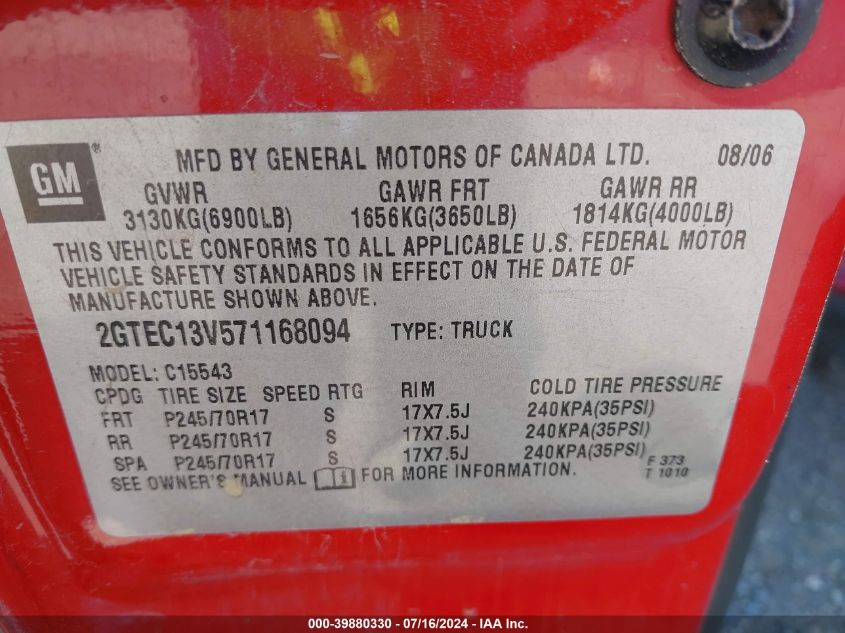 GM ®
MFD BY GENERAL MOTORS OF CANADA LTD. 08/06
GVWR GAWR FRT GAWR RR
3130KG(6900LB) 1656KG(3650LB) 1814KG(4000LB)
THIS VEHICLE CONFORMS TO ALL APPLICABLE U.S. FEDERAL MOTOR
VEHICLE SAFETY STANDARDS IN EFFECT ON THE DATE OF
MANUFACTURE SHOWN ABOVE.
2GTEC13V571168094 TYPE: TRUCK
MODEL: C15543
CPDG TIRE SIZE SPEED RTG RIM COLD TIRE PRESSURE
FRT P245/70R17 S 17X7.5J 240KPA(35PSI)
RR P245/70R17 S 17X7.5J 240KPA(35PSI)
SPA P245/70R17 S 17X7.5J 240KPA(35PSI)
SEE OWNER'S MANUAL FOR MORE INFORMATION.
F 373
T 1010
000-39880330 - 07/16/2024 - IAA Inc.